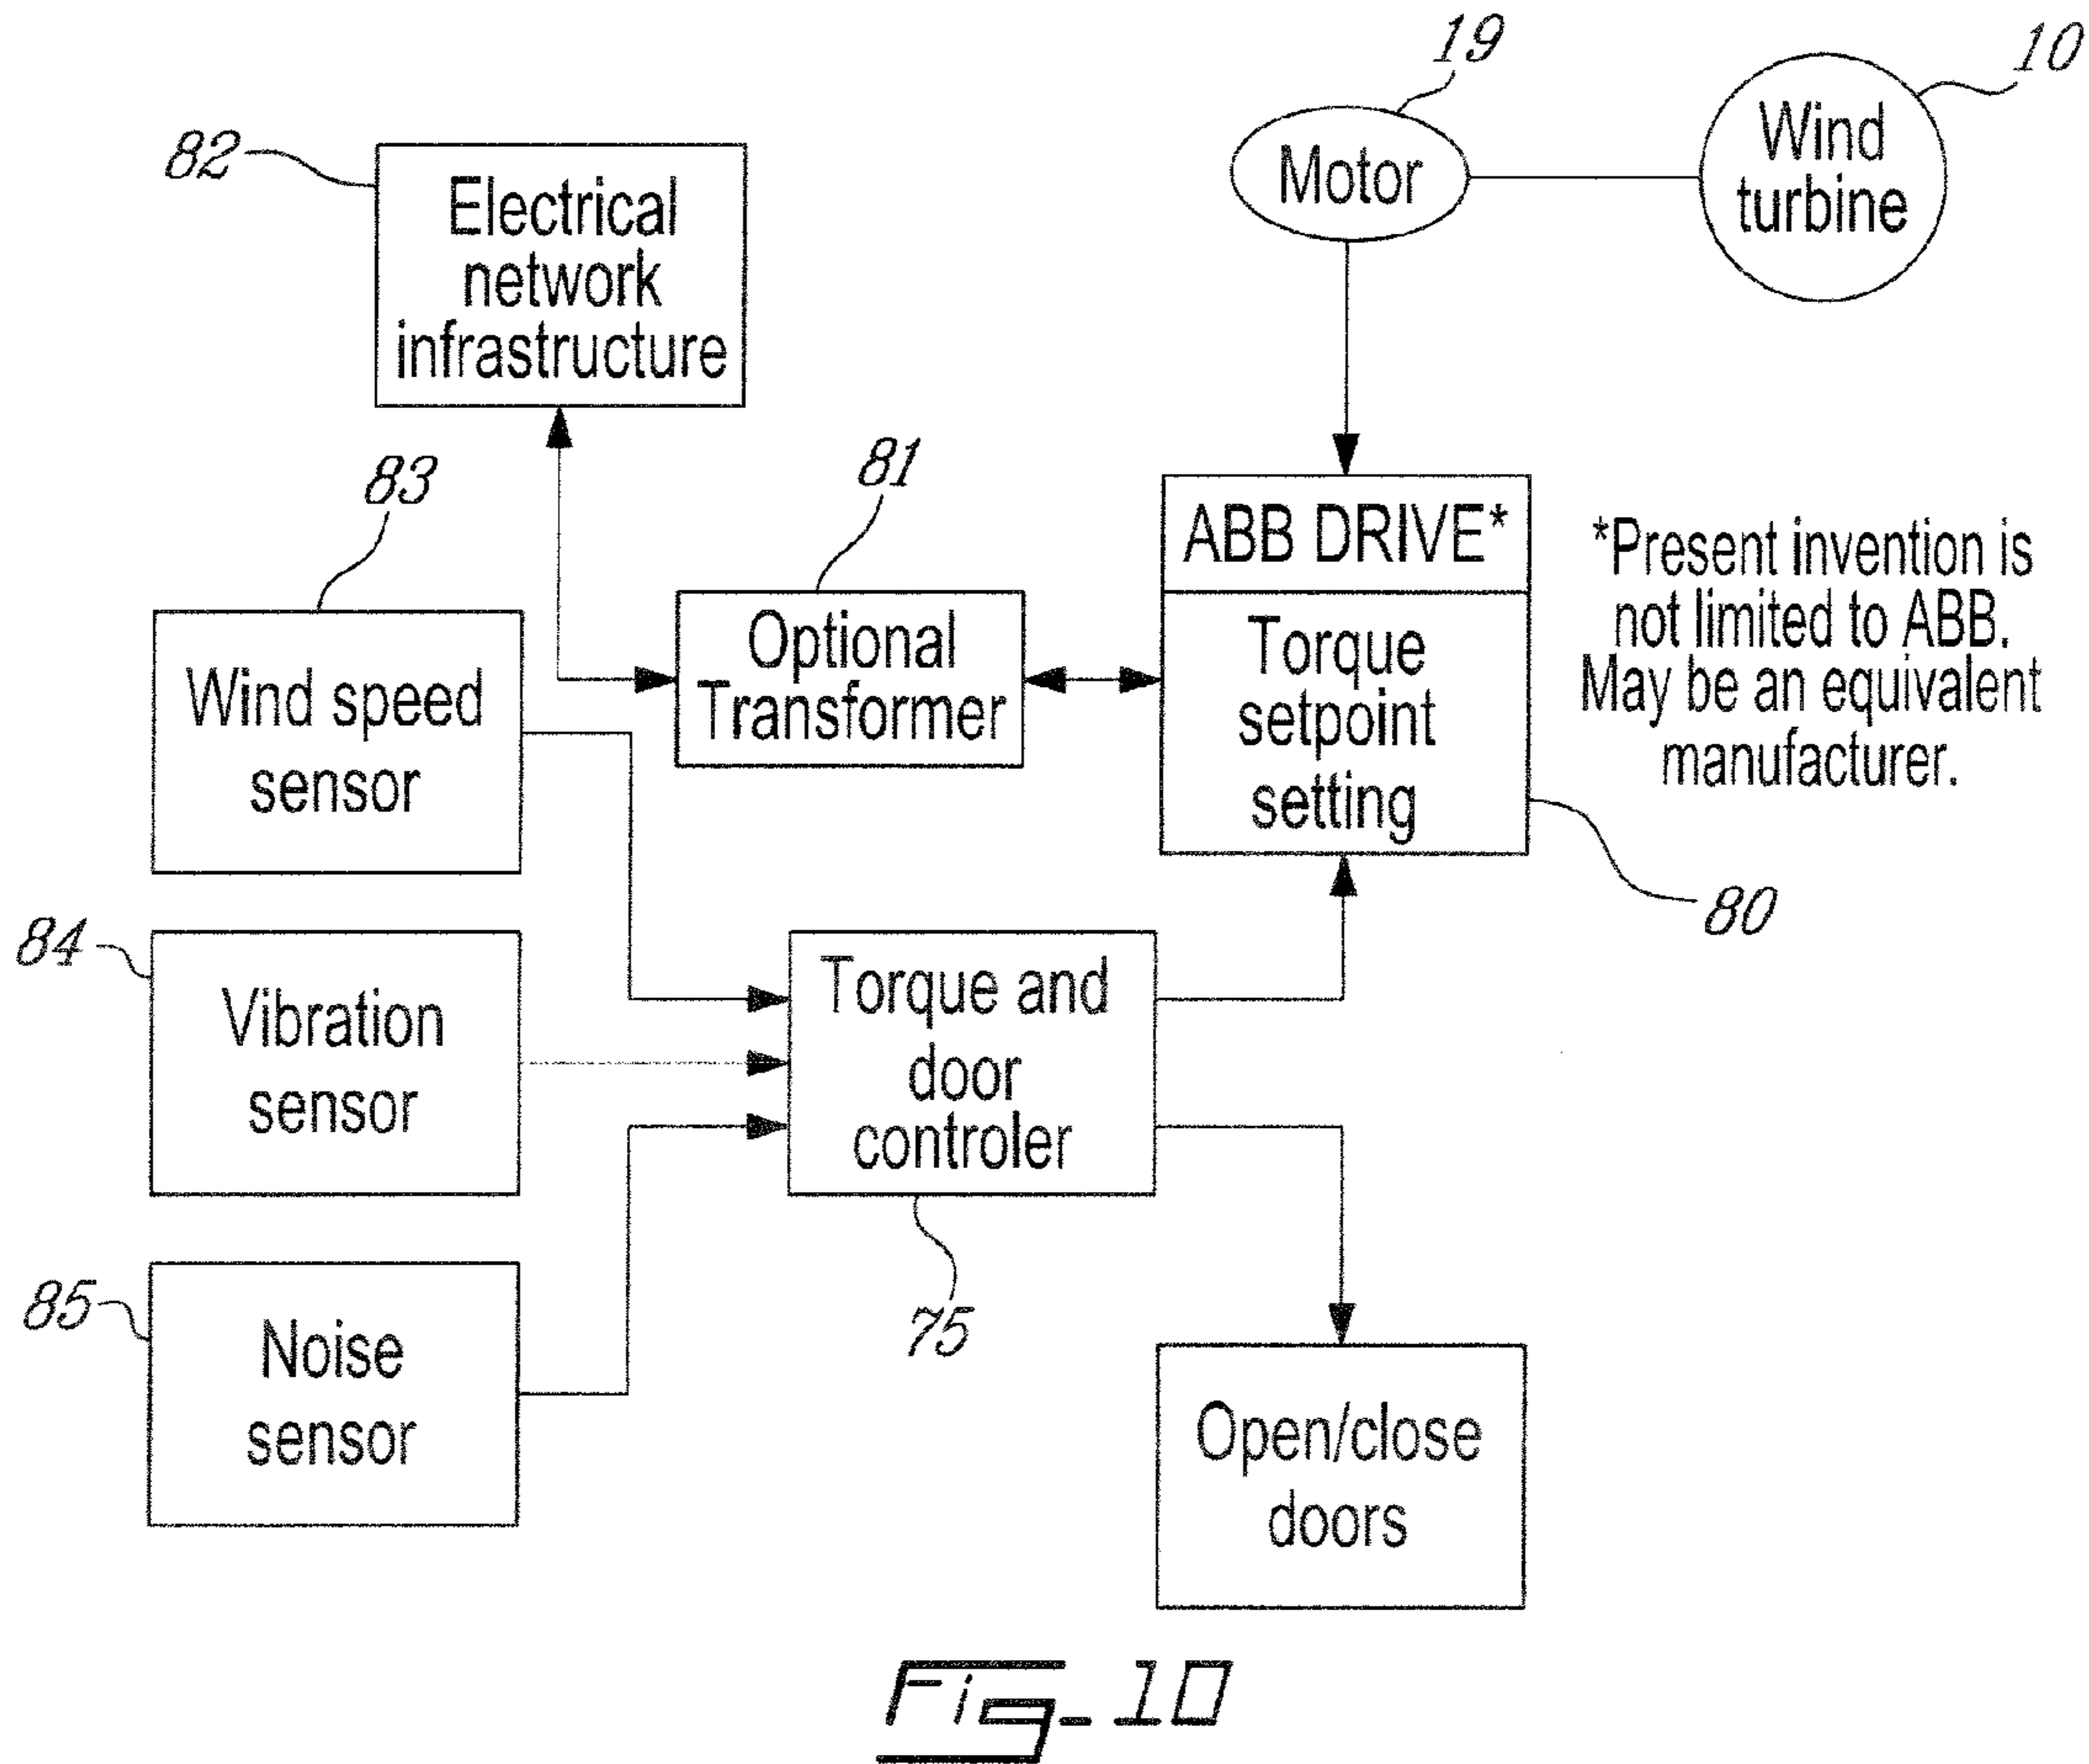 19
10
Motor
Wind
turbine
82
Electrical
network
infrastructure
83
81
ABB DRIVE*
Torque
setpoint
setting
*Present invention is
not limited to ABB.
May be an equivalent
manufacturer.
80
Optional
Transformer
Wind speed
sensor
84
Vibration
sensor
Torque and
door
controler
75
85
Noise
sensor
Open/close
doors
Fig_10